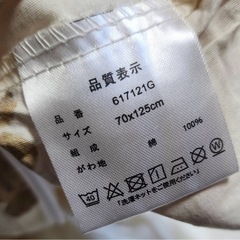 品質表示
品番 617121G
サイズ 70x125cm
組成
がわ地 綿 100%
40
W
「洗濯ネットをご使用ください」